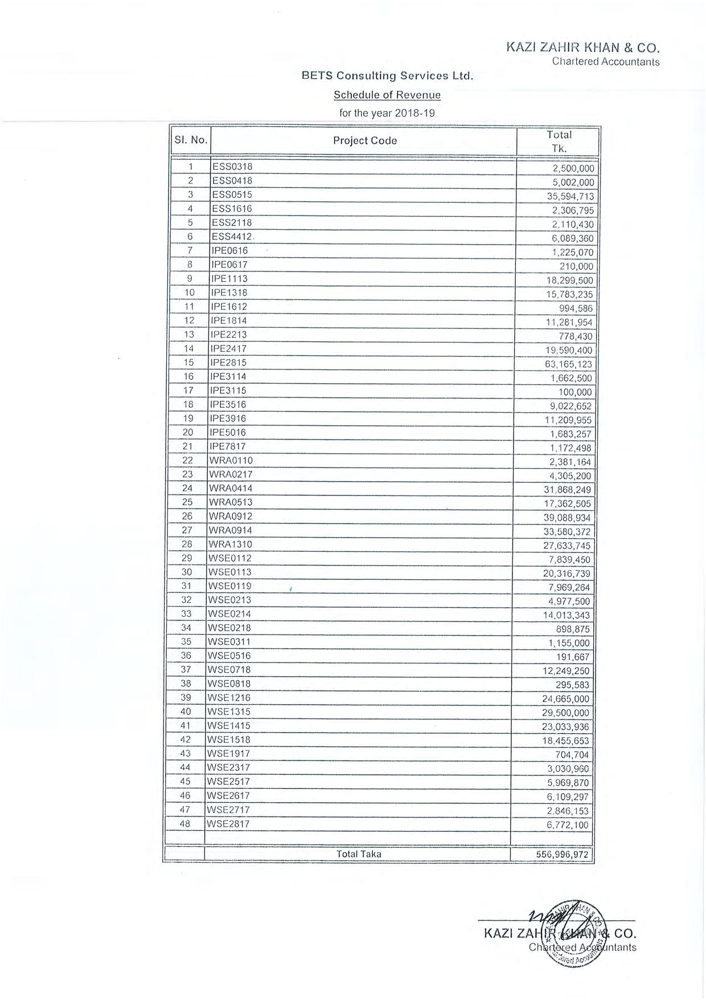 KAZI ZAHIR KHAN & CO.
Chartered Accountants
BETS Consulting Services Ltd.
Schedule of Revenue
for the year 2018-19
Sl. No. Project Code Total Tk.
1 ESS0318 2,500,000
2 ESS0418 5,002,000
3 ESS0515 35,594,713
4 ESS1616 2,306,795
5 ESS2118 2,110,430
6 ESS4412 6,089,360
7 IPE0616 1,225,070
8 IPE0617 210,000
9 IPE1113 18,299,500
10 IPE1318 15,783,235
11 IPE1612 994,586
12 IPE1814 11,281,954
13 IPE2213 778,430
14 IPE2417 19,590,400
15 IPE2815 63,165,123
16 IPE3114 1,662,500
17 IPE3115 100,000
18 IPE3516 9,022,652
19 IPE3916 11,209,955
20 IPE5016 1,683,257
21 IPE7817 1,172,498
22 WRA0110 2,381,164
23 WRA0217 4,305,200
24 WRA0414 31,868,249
25 WRA0513 17,362,505
26 WRA0912 39,088,934
27 WRA0914 33,580,372
28 WRA1310 27,633,745
29 WSE0112 7,839,450
30 WSE0113 20,316,739
31 WSE0119 7,969,264
32 WSE0213 4,977,500
33 WSE0214 14,013,343
34 WSE0218 898,875
35 WSE0311 1,155,000
36 WSE0516 191,667
37 WSE0718 12,249,250
38 WSE0818 295,583
39 WSE1216 24,665,000
40 WSE1315 29,500,000
41 WSE1415 23,033,936
42 WSE1518 18,455,653
43 WSE1917 704,704
44 WSE2317 3,030,960
45 WSE2517 5,969,870
46 WSE2617 6,109,297
47 WSE2717 2,846,153
48 WSE2817 6,772,100
Total Taka 556,996,972
KAZI ZAHIR KHAN & CO.
Chartered Accountants